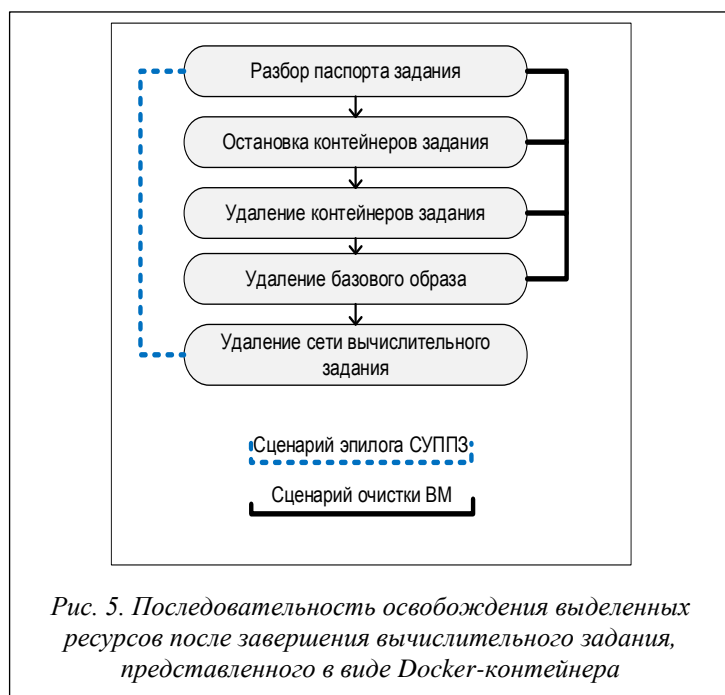 Разбор паспорта задания
Остановка контейнеров задания
Удаление контейнеров задания
Удаление базового образа
Удаление сети вычислительного
задания
Сценарий эпилога СУППЗ
Сценарий очистки ВМ
Рис. 5. Последовательность освобождения выделенных
ресурсов после завершения вычислительного задания,
представленного в виде Docker-контейнера